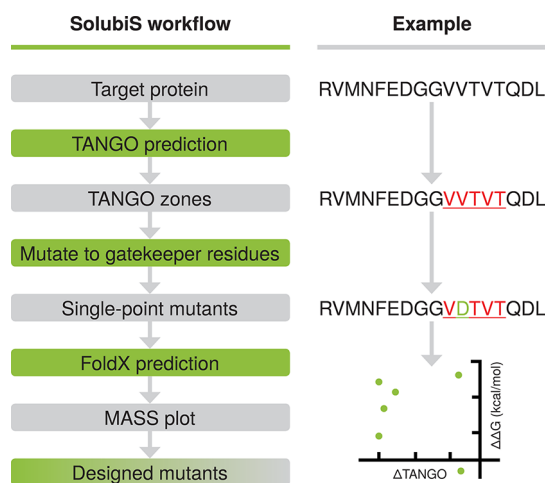 SolubiS workflow
Example
Target protein
RVMNFEDGGVVTVTQDL
TANGO prediction
TANGO zones
RVMNFEDGGVVTVTQDL
Mutate to gatekeeper residues
Single-point mutants
RVMNFEDGGVDTVTQDL
FoldX prediction
MASS plot
ΔΔG (kcal/mol)
ΔTANGO
Designed mutants